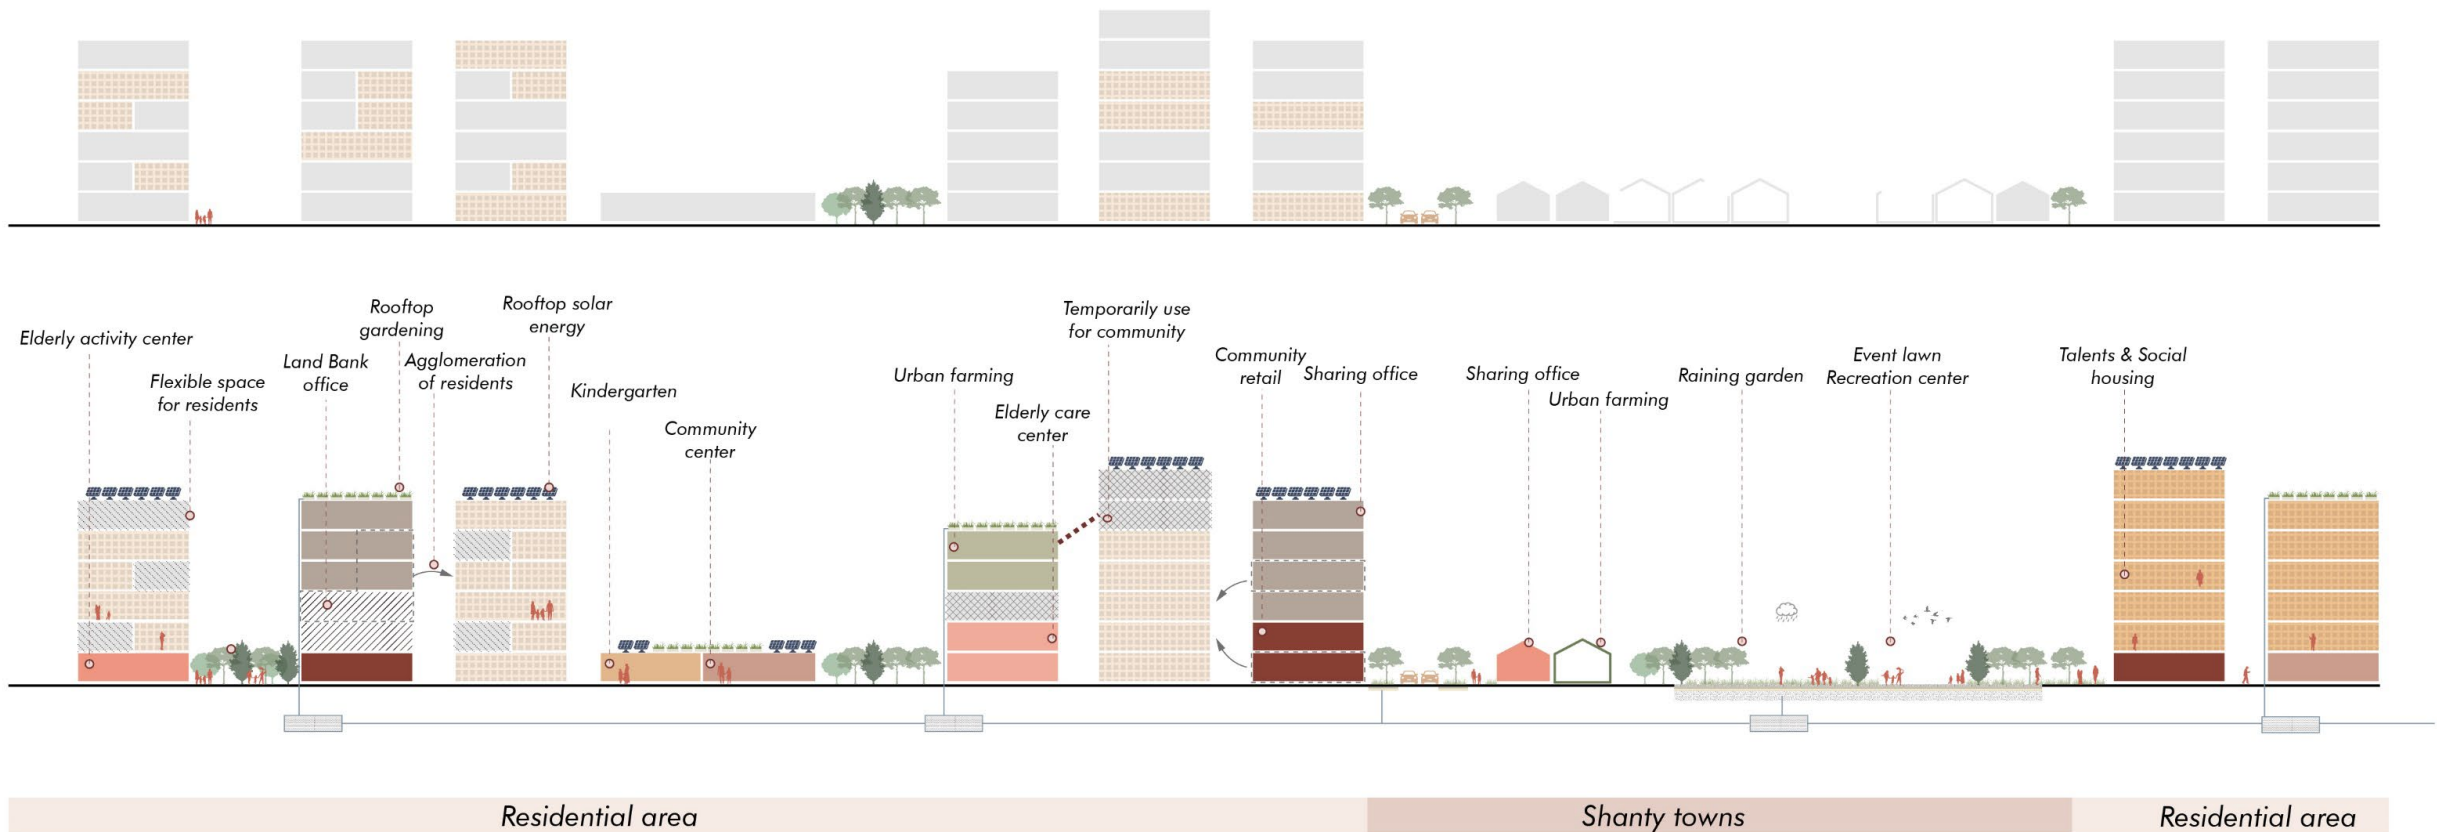 Elderly activity center
Flexible space
for residents
Land Bank
office
Rooftop
gardening
Agglomeration
of residents
Rooftop solar
energy
Kindergarten
Community
center
Urban farming
Elderly care
center
Temporarily use
for community
Community
retail
Sharing office
Sharing office
Urban farming
Raining garden
Event lawn
Recreation center
Talents & Social
housing
Residential area
Shanty towns
Residential area